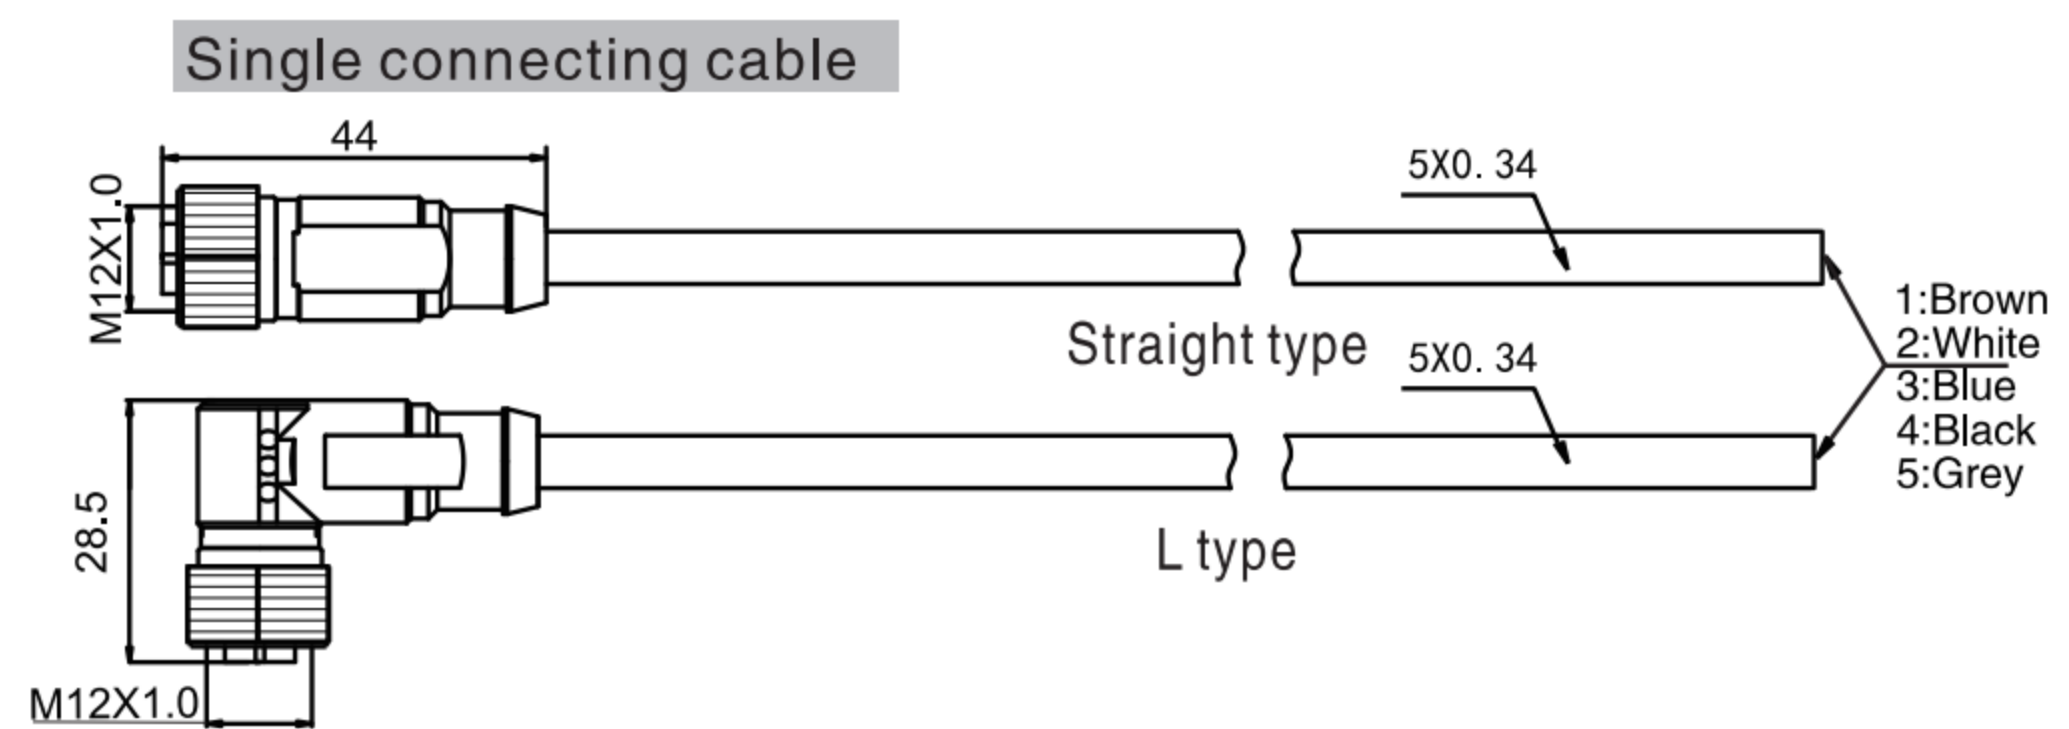 Single connecting cable
44
M12X1.0
5X0. 34
Straight type
5X0. 34
1:Brown
2:White
3:Blue
4:Black
5:Grey
28.5
L type
M12X1.0